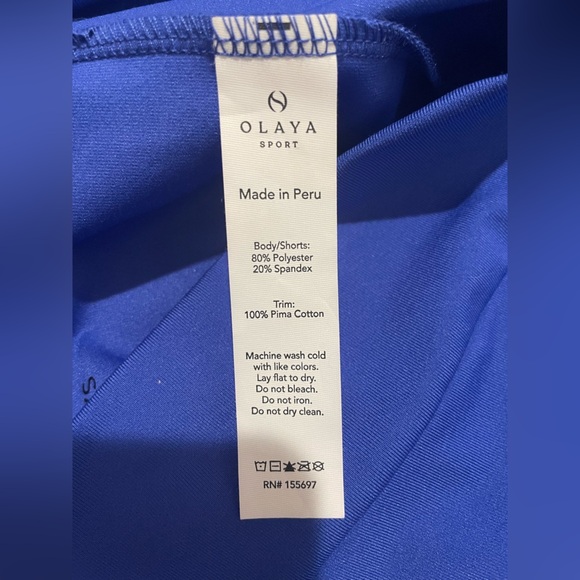 OLAYA
SPORT
Made in Peru
Body/Shorts:
80% Polyester
20% Spandex
Trim:
100% Pima Cotton
Machine wash cold
with like colors.
Lay flat to dry.
Do not bleach.
Do not iron.
Do not dry clean.
RN# 155697